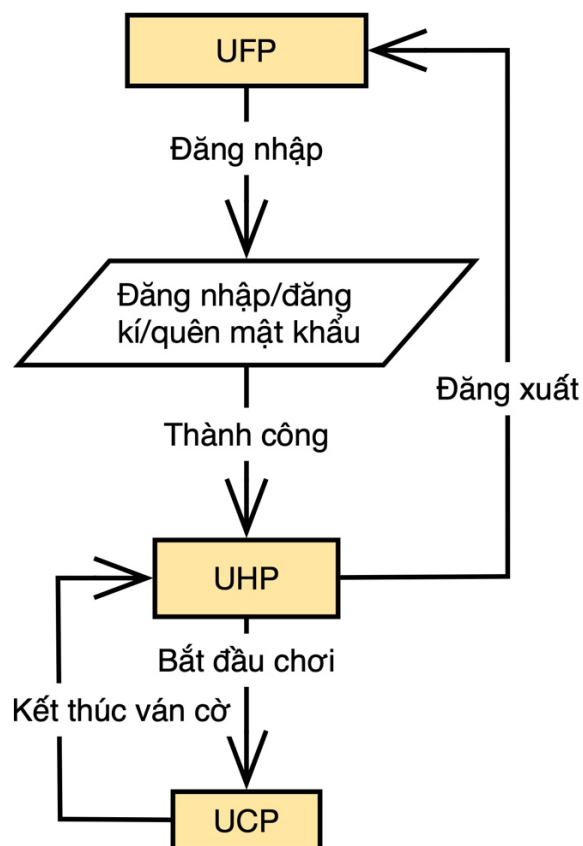 UFP
Đăng nhập
Đăng nhập/đăng
kí/quên mật khẩu
Đăng xuất
Thành công
UHP
Bắt đầu chơi
Kết thúc ván cờ
UCP